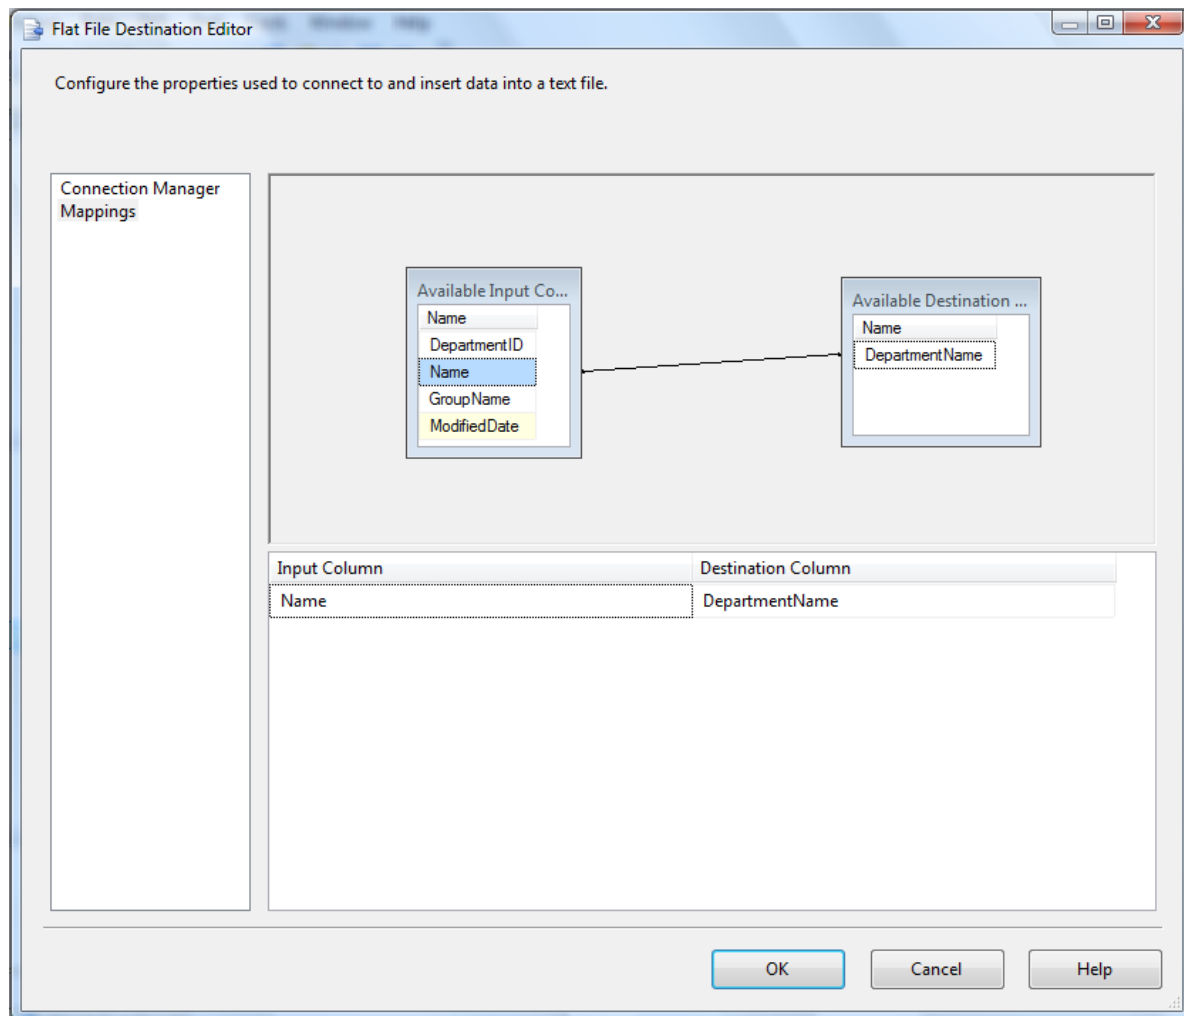 Flat File Destination Editor
Configure the properties used to connect to and insert data into a text file.
Connection Manager
Mappings
Available Input Co...
Name
DepartmentID
Name
GroupName
ModifiedDate
Available Destination ...
Name
DepartmentName
Input Column Destination Column
Name DepartmentName
OK Cancel Help